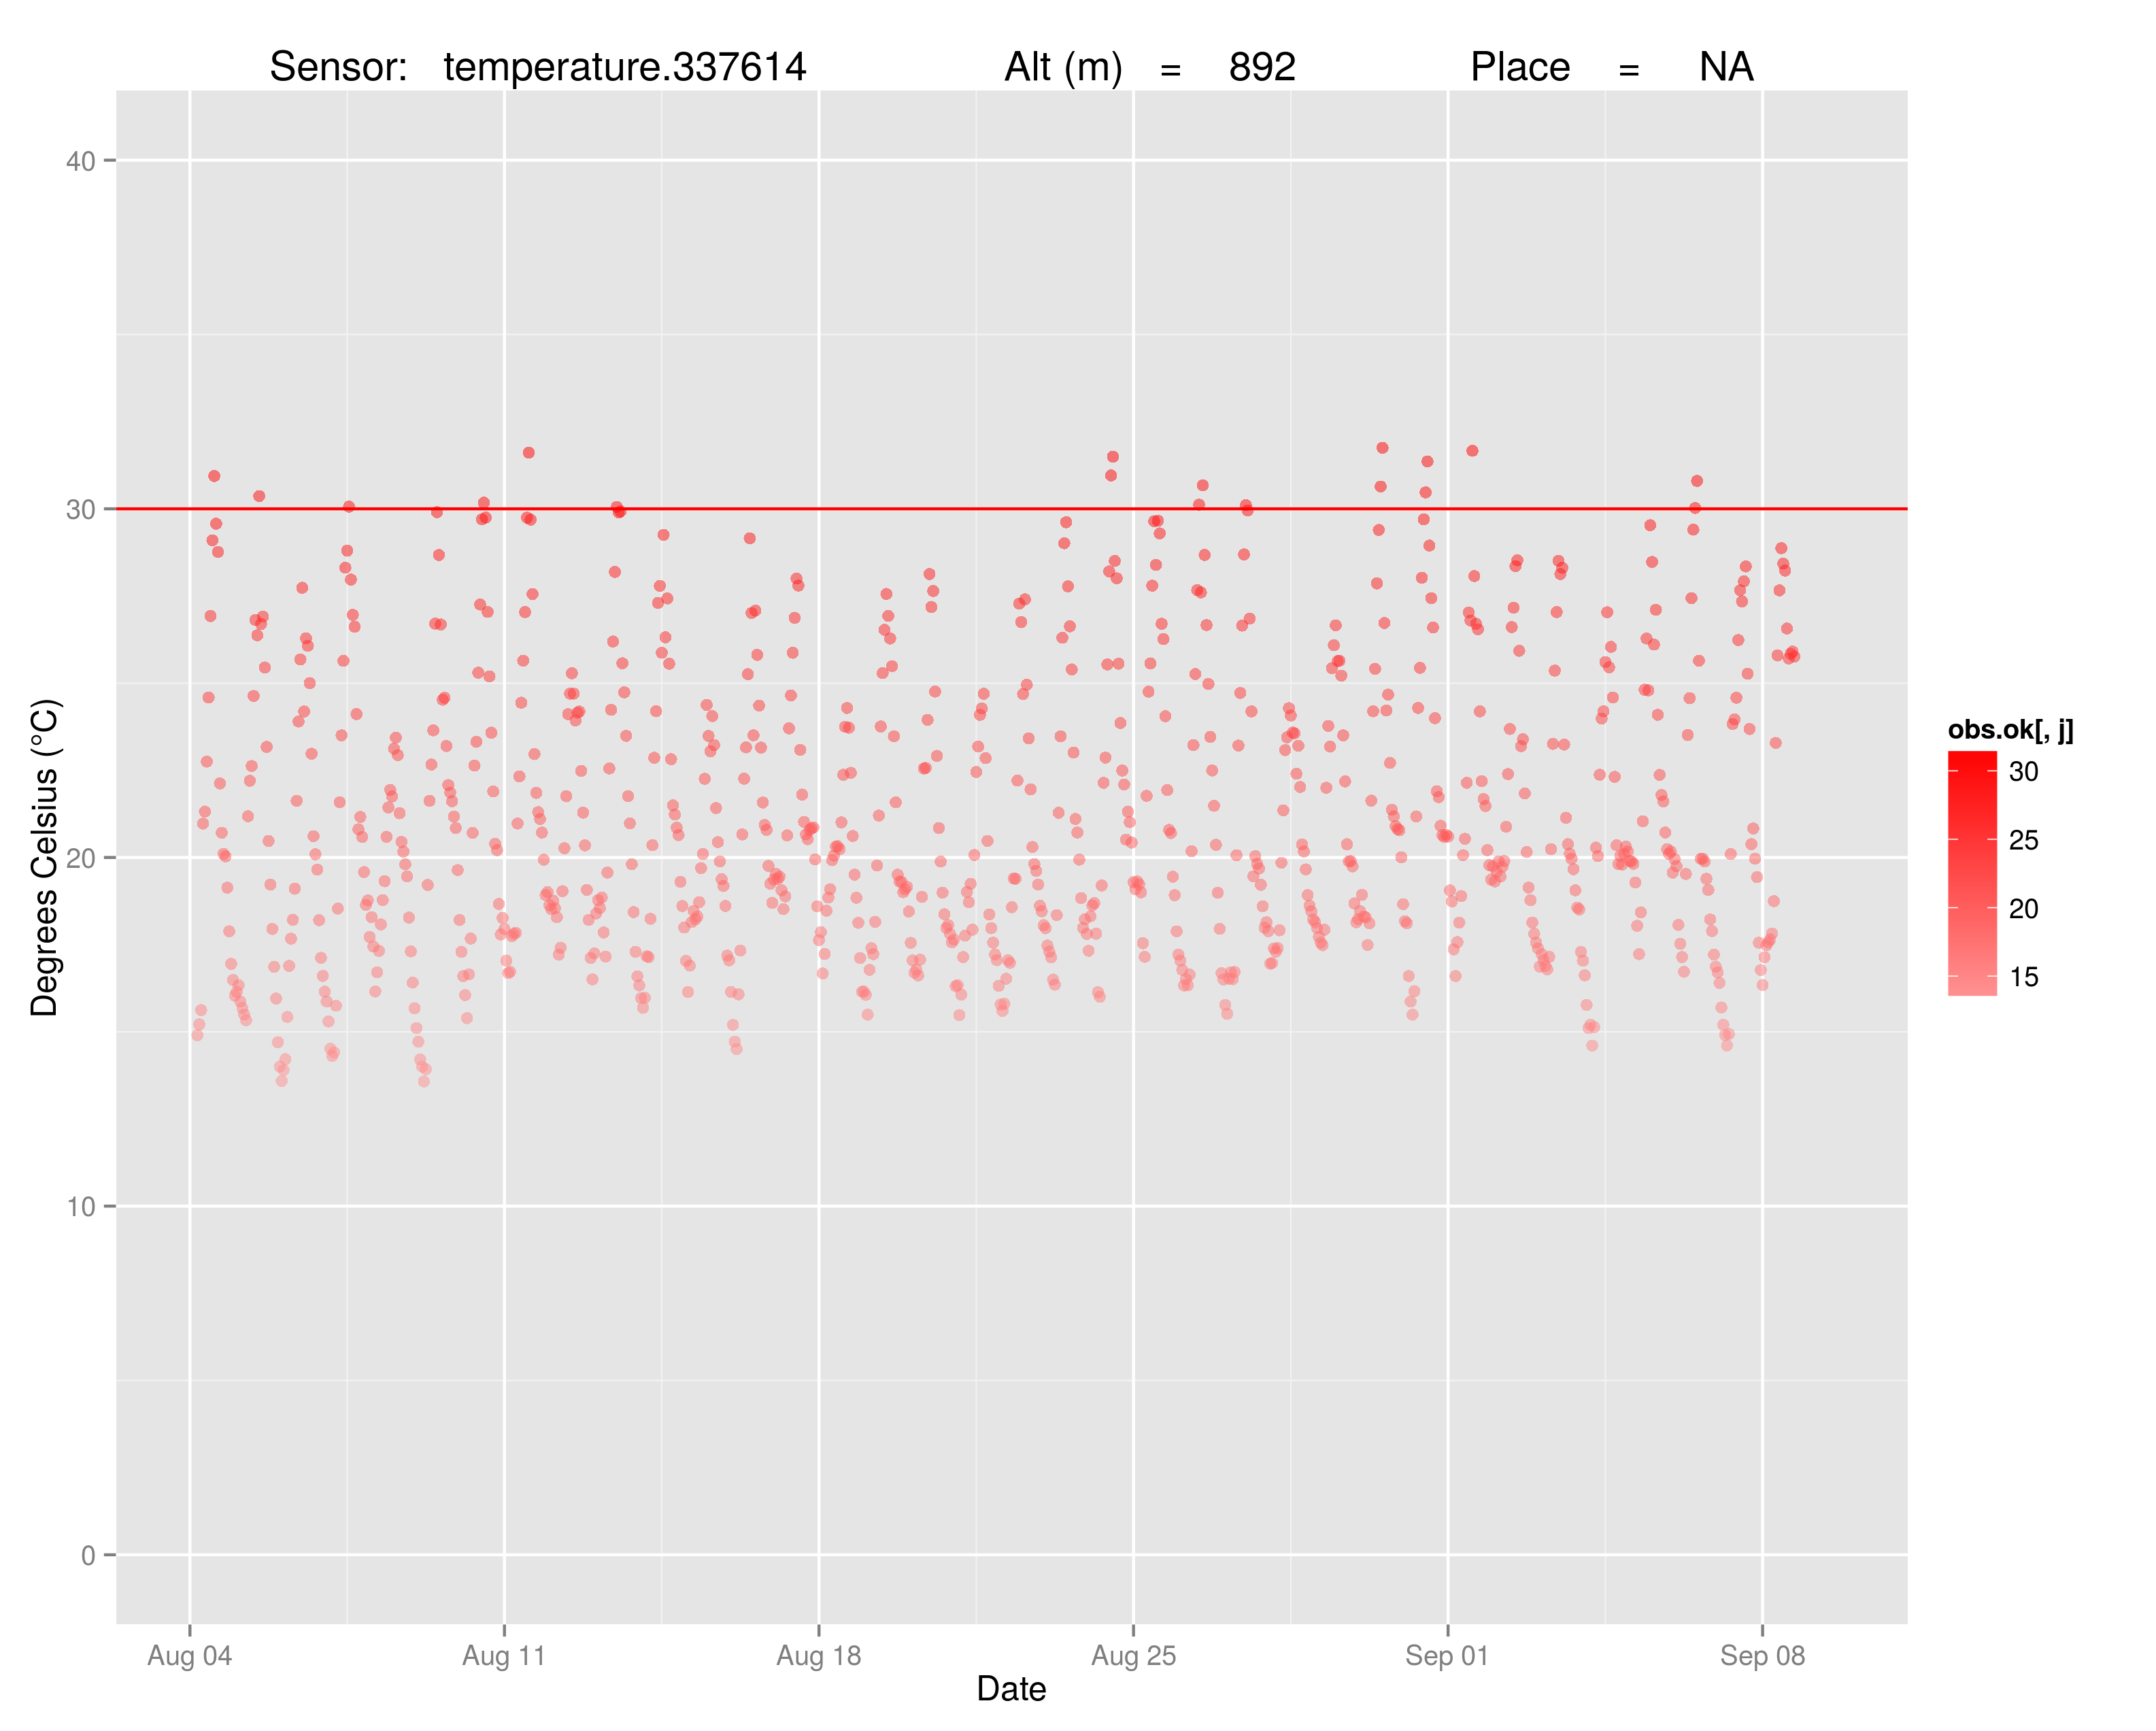 Sensor: temperature.337614 Alt (m) = 892 Place = NA
40
30
20
10
0
Degrees Celsius (°C)
Aug 04 Aug 11 Aug 18 Aug 25 Sep 01 Sep 08
Date
obs.ok[, j]
30
25
20
15